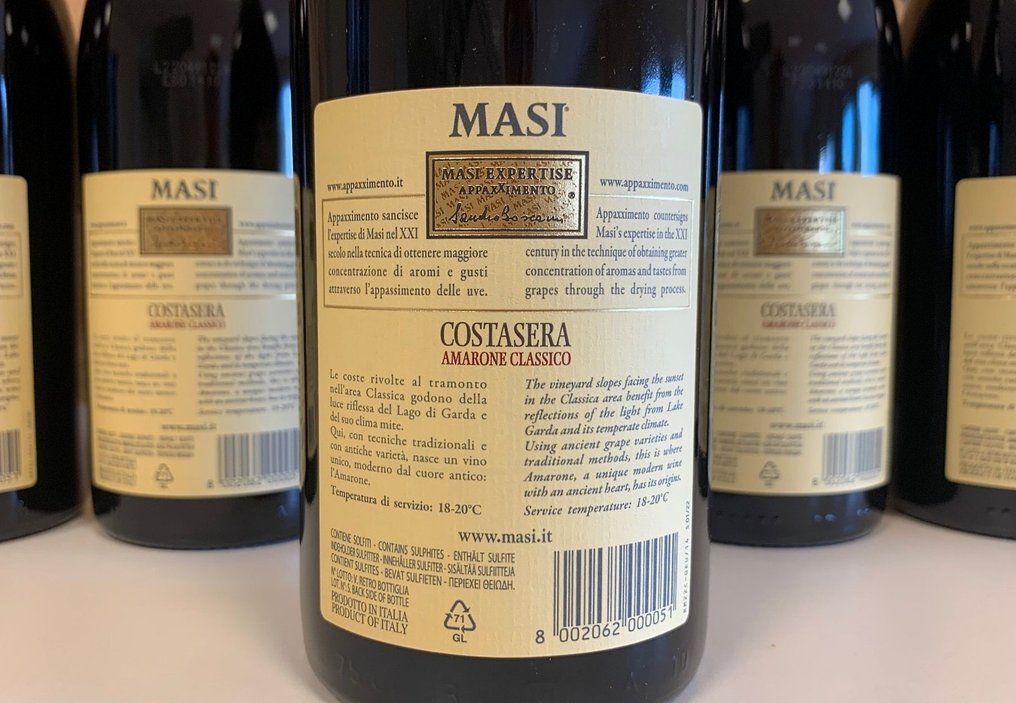 MASI
MASI EXPERTISE
APPAXXIMENTO
www.appaxximento.it
Appaxximento sancisce
l'expertise di Masi nel XXI
secolo nella tecnica di ottenere maggiore
concentrazione di aromi e gusti
attraverso l'appassimento delle uve.
www.appaxximento.com
Appaxximento countersigns
Masi's expertise in the XXI
century in the technique of obtaining greater
concentration of aromas and tastes from
grapes through the drying process.
COSTASERA
AMARONE CLASSICO
Le coste rivolte al tramonto
nell'area Classica godono della
luce riflessa del Lago di Garda e
del suo clima mite.
Qui, con tecniche tradizionali e
con antiche varietà, nasce un vino
unico, moderno dal cuore antico:
l'Amarone.
Temperatura di servizio: 18-20°C
The vineyard slopes facing the sunset
in the Classica area benefit from the
reflections of the light from Lake
Garda and its temperate climate.
Using ancient grape varieties and
traditional methods, this is where
Amarone, a unique modern wine
with an ancient heart, has its origins.
Service temperature: 18-20°C
www.masi.it
CONTIENE SOLFITI - CONTAINS SULPHITES - ENTHÄLT SULFITE
INDEHOLDER SULFITTER - INNEHÅLLER SULFITER - SISÄLTÄÄ SULFIITTEJA
CONTIENT SULFITES - BEVAT SULFIETEN - ΠΕΡΙΕΧΕΙ ΘΕΙΩΔΗ.
N° LOTTO: V. RETRO BOTTIGLIA
LOT. N°: S. BACK SIDE OF BOTTLE
PRODOTTO IN ITALIA
PRODUCT OF ITALY
71
GL
8 002062 000051
MASI
COSTASERA
AMARONE CLASSICO
www.masi.it
MASI
COSTASERA
AMARONE CLASSICO
www.masi.it